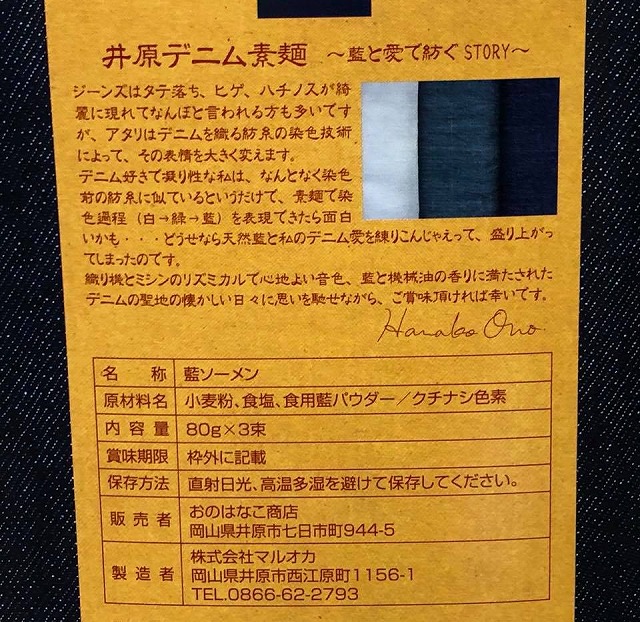 井原デニム素麺 〜藍と愛で紡ぐSTORY〜
ジーンズはタテ落ち、ヒゲ、ハチノスが綺
麗に現れてなんぼと言われる方も多いです
が、アタリはデニムを織る紡糸の染色技術
によって、その表情を大きく変えます。
デニム好きで凝り性な私は、なんとなく染色
前の紡糸に似ているというだけで、素麺で染
色過程（白→緑→藍）を表現できたら面白
いかも・・・どうせなら天然藍と私のデニム愛を練りこんじゃえって、盛り上がっ
てしまったのです。
織り機とミシンのリズミカルで心地よい音色、藍と機械油の香りに満たされた
デニムの聖地の懐かしい日々に思いを馳せながら、ご賞味頂ければ幸いです。
Hanako Ono
名称 藍ソーメン
原材料名 小麦粉、食塩、食用藍パウダー／クチナシ色素
内容量 80g×3束
賞味期限 枠外に記載
保存方法 直射日光、高温多湿を避けて保存してください。
販売者 おのはなこ商店
岡山県井原市七日市町944-5
製造者 株式会社マルオカ
岡山県井原市西江原町1156-1
TEL.0866-62-2793